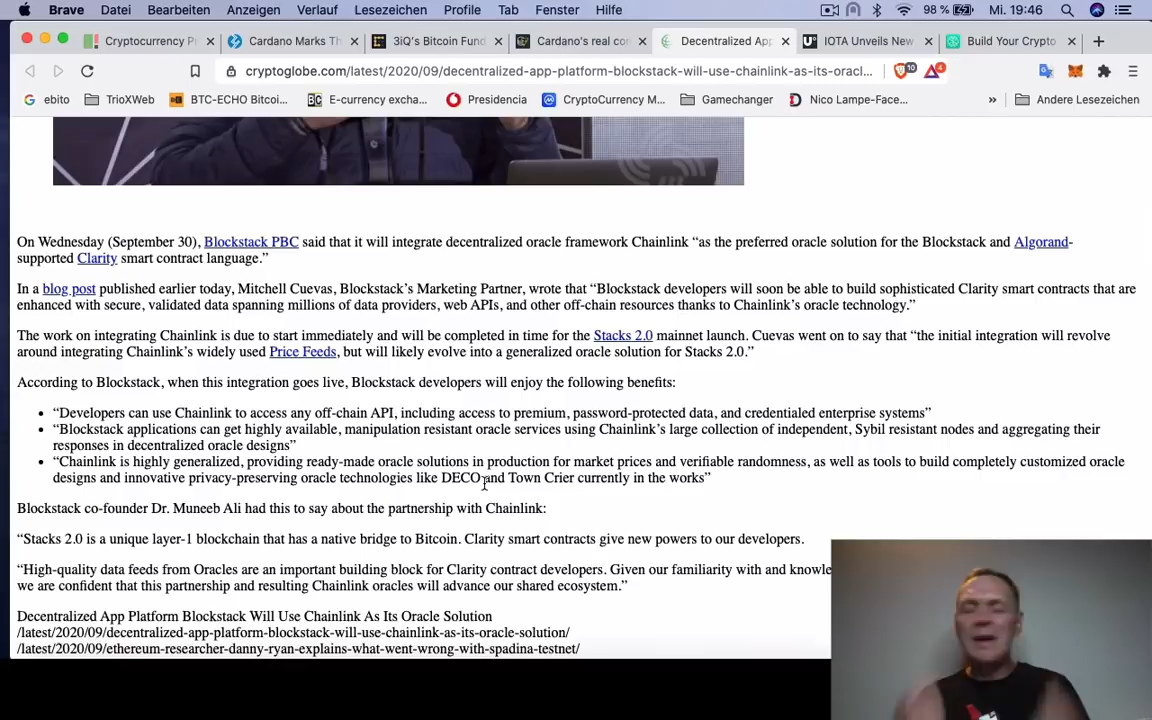 Brave Datei Bearbeiten Anzeigen Verlauf Lesezeichen Profile Tab Fenster Hilfe 98 % Mi. 19:46
Cryptocurrency P Cardano Marks Th 3iQ's Bitcoin Fund Cardano's real co Decentralized App IOTA Unveils New Build Your Crypto
cryptoglobe.com/latest/2020/09/decentralized-app-platform-blockstack-will-use-chainlink-as-its-oracl... 10 4
ebito TrioXWeb BTC-ECHO Bitcoi... E-currency excha... Presidencia CryptoCurrency M... Gamechanger Nico Lampe-Face... » Andere Lesezeichen
On Wednesday (September 30), Blockstack PBC said that it will integrate decentralized oracle framework Chainlink “as the preferred oracle solution for the Blockstack and Algorand-
supported Clarity smart contract language.”
In a blog post published earlier today, Mitchell Cuevas, Blockstack’s Marketing Partner, wrote that “Blockstack developers will soon be able to build sophisticated Clarity smart contracts that are
enhanced with secure, validated data spanning millions of data providers, web APIs, and other off-chain resources thanks to Chainlink’s oracle technology.”
The work on integrating Chainlink is due to start immediately and will be completed in time for the Stacks 2.0 mainnet launch. Cuevas went on to say that “the initial integration will revolve
around integrating Chainlink’s widely used Price Feeds, but will likely evolve into a generalized oracle solution for Stacks 2.0.”
According to Blockstack, when this integration goes live, Blockstack developers will enjoy the following benefits:
• “Developers can use Chainlink to access any off-chain API, including access to premium, password-protected data, and credentialed enterprise systems”
• “Blockstack applications can get highly available, manipulation resistant oracle services using Chainlink’s large collection of independent, Sybil resistant nodes and aggregating their
responses in decentralized oracle designs”
• “Chainlink is highly generalized, providing ready-made oracle solutions in production for market prices and verifiable randomness, as well as tools to build completely customized oracle
designs and innovative privacy-preserving oracle technologies like DECO and Town Crier currently in the works”
Blockstack co-founder Dr. Muneeb Ali had this to say about the partnership with Chainlink:
“Stacks 2.0 is a unique layer-1 blockchain that has a native bridge to Bitcoin. Clarity smart contracts give new powers to our developers.
“High-quality data feeds from Oracles are an important building block for Clarity contract developers. Given our familiarity with and knowle
we are confident that this partnership and resulting Chainlink oracles will advance our shared ecosystem.”
Decentralized App Platform Blockstack Will Use Chainlink As Its Oracle Solution
/latest/2020/09/decentralized-app-platform-blockstack-will-use-chainlink-as-its-oracle-solution/
/latest/2020/09/ethereum-researcher-danny-ryan-explains-what-went-wrong-with-spadina-testnet/